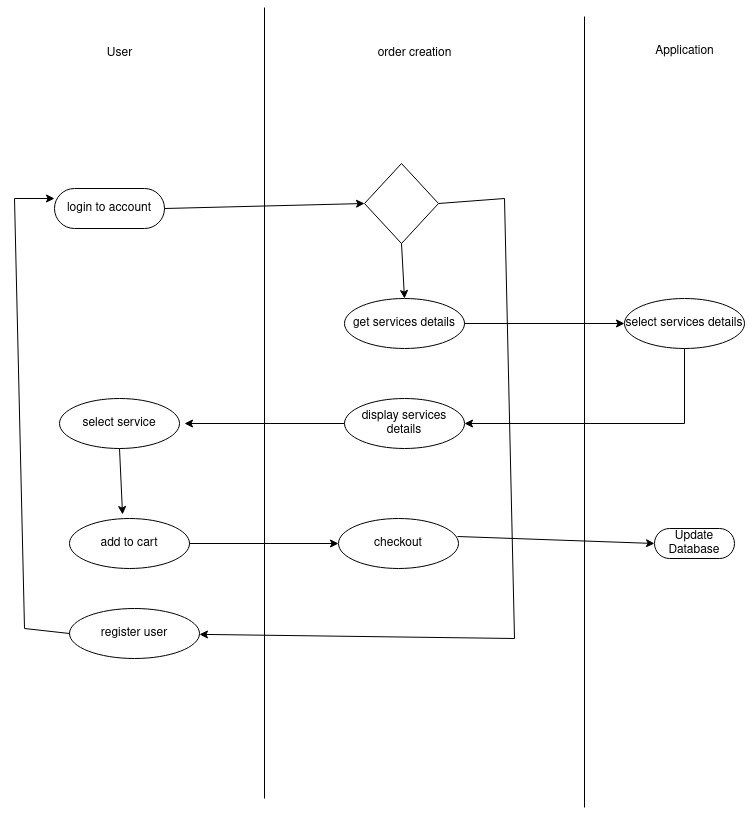 User
order creation
Application
login to account
get services details
select services details
select service
display services
details
add to cart
checkout
Update
Database
register user